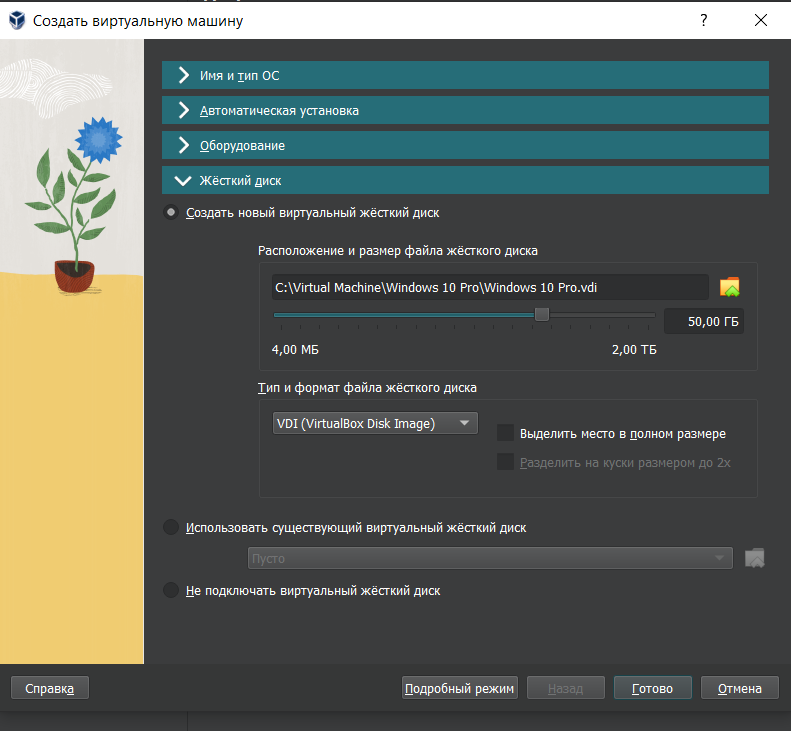 Создать виртуальную машину
?
Имя и тип ОС
Автоматическая установка
Оборудование
Жёсткий диск
Создать новый виртуальный жёсткий диск
Расположение и размер файла жёсткого диска
C:\Virtual Machine\Windows 10 Pro\Windows 10 Pro.vdi
50,00 ГБ
4,00 МБ 2,00 ТБ
Тип и формат файла жёсткого диска
VDI (VirtualBox Disk Image)
Выделить место в полном размере
Разделить на куски размером до 2x
Использовать существующий виртуальный жёсткий диск
Пусто
Не подключать виртуальный жёсткий диск
Справка Подробный режим Назад Готово Отмена